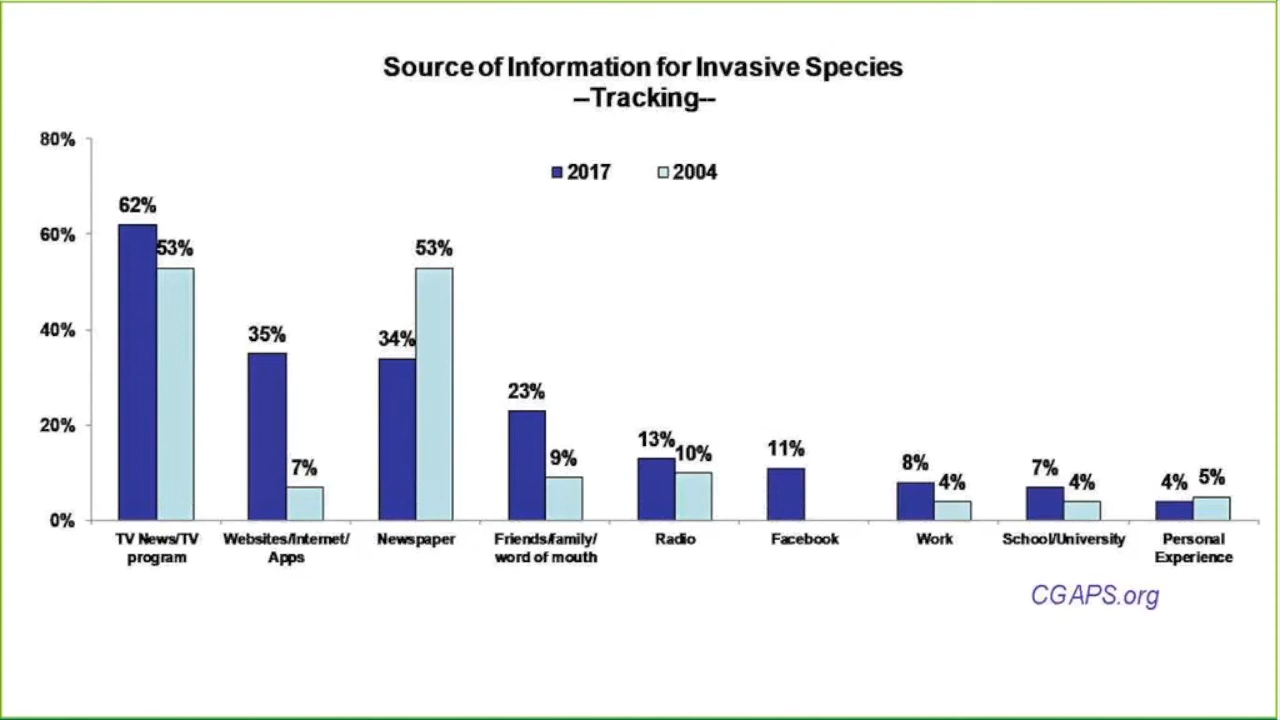 Source of Information for Invasive Species
--Tracking--
80%
2017 2004
62%
60%
53%
53%
40%
35%
34%
23%
20%
7%
9%
13%
10%
11%
8%
4%
7%
4%
4%
5%
0%
TV News/TV
program
Websites/Internet/
Apps
Newspaper
Friends/family/
word of mouth
Radio
Facebook
Work
School/University
Personal
Experience
CGAPS.org